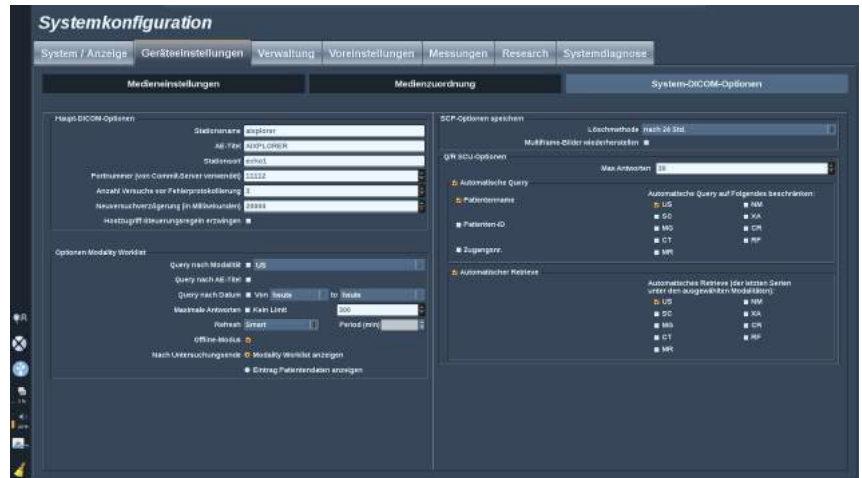 Systemkonfiguration
System / Anzeige Geräteeinstellungen Verwaltung Voreinstellungen Messungen Research Systemdiagnose
Medieneinstellungen Medienzuordnung System-DICOM-Optionen
Haupt-DICOM-Optionen
Stationsname aixplorer
AE-Titel AIXPLORER
Stationsort echo1
Portnummer (von Commit-Server verwendet) 11112
Anzahl Versuche vor Fehlerprotokollierung 3
Neuversuchverzögerung (in Millisekunden) 20000
Hostzugriff-Steuerungsregeln erzwingen
Optionen Modality Worklist
Query nach Modalität US
Query nach AE-Titel
Query nach Datum Von heute to heute
Maximale Antworten Kein Limit 300
Refresh Smart Period (min)
Offline-Modus
Nach Untersuchungsende Modality Worklist anzeigen
Eintrag Patientendaten anzeigen
SCP-Optionen speichern
Löschmethode nach 24 Std.
Multiframe-Bilder wiederherstellen
Q/R SCU-Optionen
Max Antworten
Automatische Query
Patientenname
Patienten-ID
Zugangsnr.
Automatische Query auf Folgendes beschränken:
US NM
SC XA
MG CR
CT RF
MR
Automatischer Retrieve
Automatisches Retrieve (der letzten Serien
unter den ausgewählten Modalitäten):
US NM
SC XA
MG CR
CT RF
MR